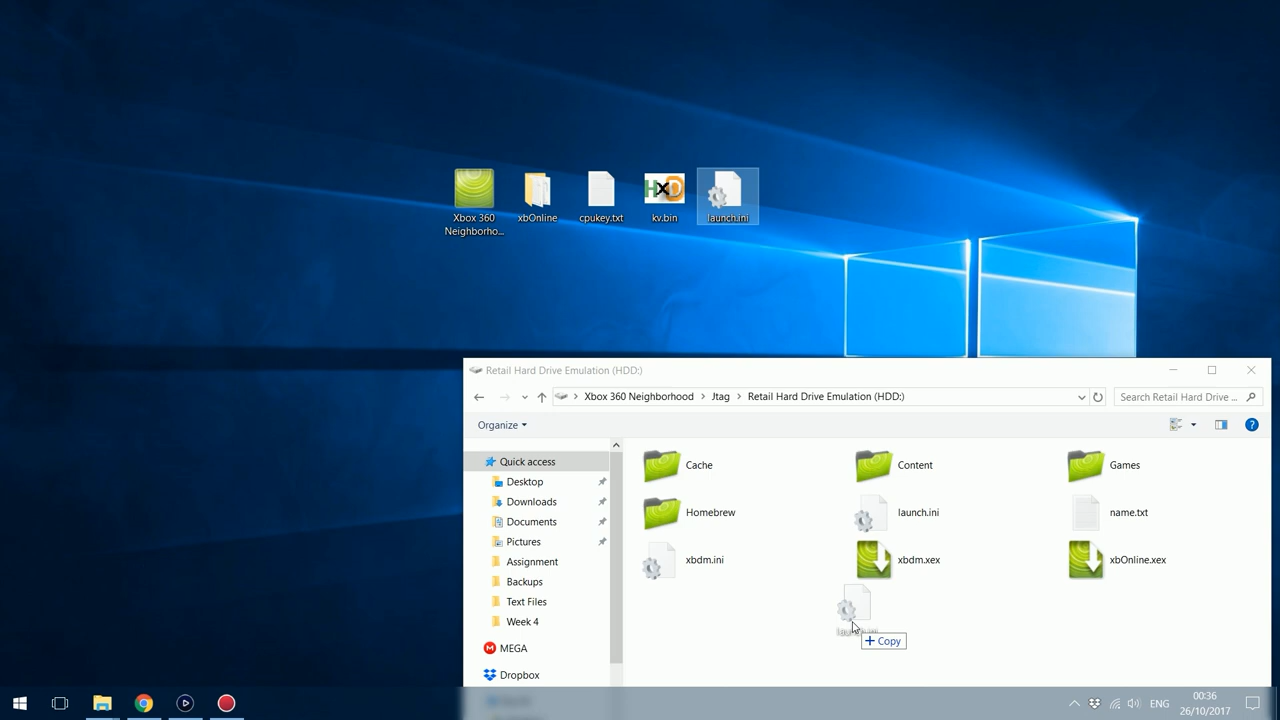 Xbox 360
Neighborho...
xbOnline
cpukey.txt
HXD
kv.bin
launch.ini
Retail Hard Drive Emulation (HDD:)
Xbox 360 Neighborhood > Jtag > Retail Hard Drive Emulation (HDD:)
Search Retail Hard Drive ...
Organize
Quick access
Desktop
Downloads
Documents
Pictures
Assignment
Backups
Text Files
Week 4
MEGA
Dropbox
Cache
Content
Games
Homebrew
launch.ini
name.txt
xbdm.ini
xbdm.xex
xbOnline.xex
+ Copy
ENG
00:36
26/10/2017